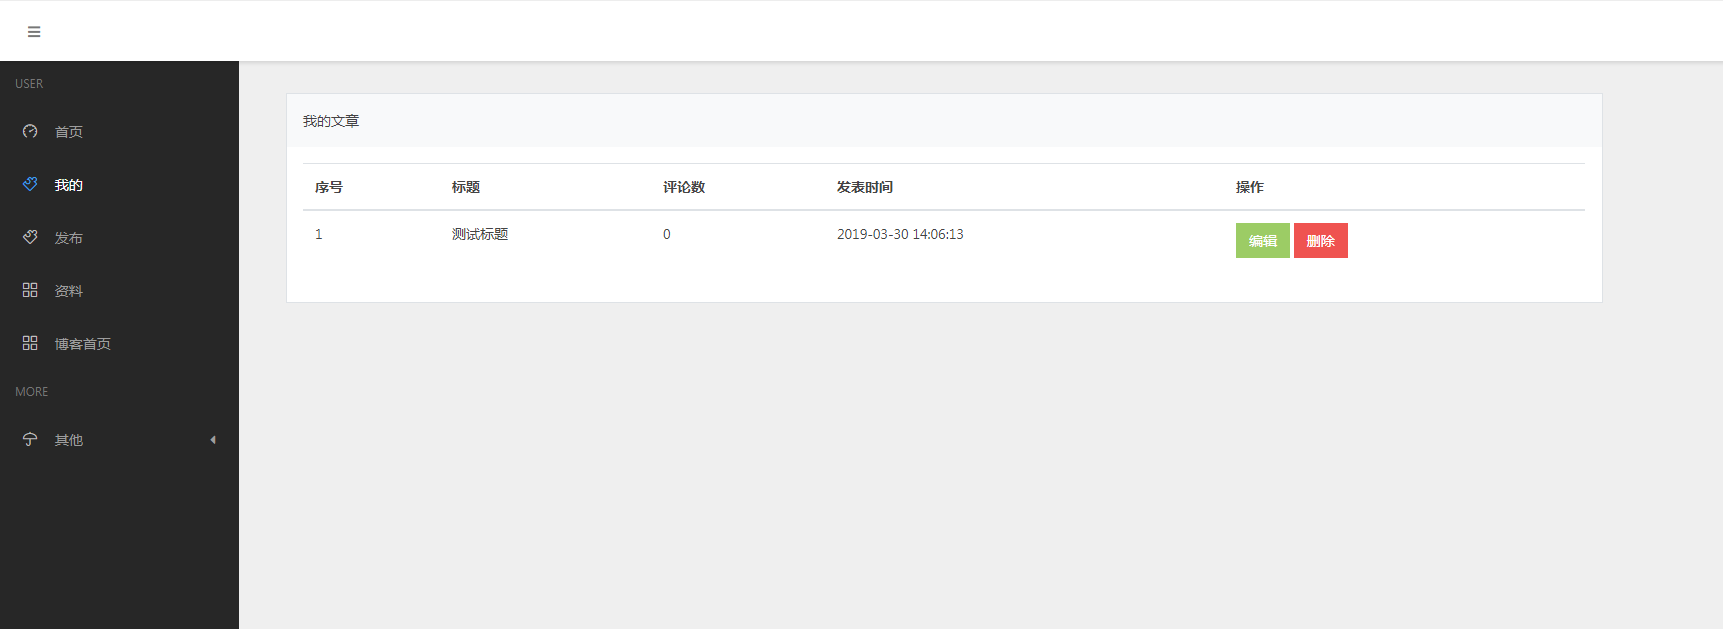 USER
首页
我的
发布
资料
博客首页
MORE
其他
我的文章
序号 标题 评论数 发表时间 操作
1 测试标题 0 2019-03-30 14:06:13 编辑 删除